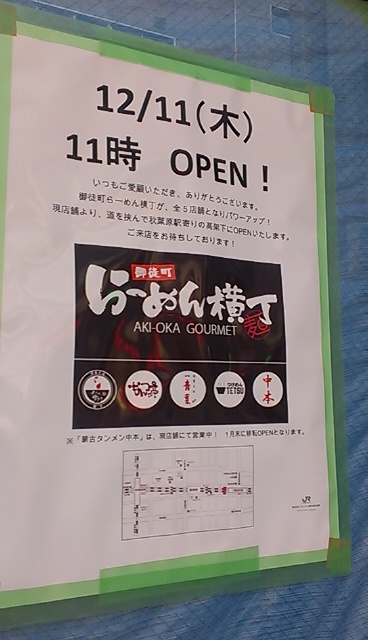 12/11(木)
11時 OPEN!
いつもご愛顧いただき、ありがとうございます。
御徒町らーめん横丁が、全5店舗となりパワーアップ!
現店舗より、道を挟んで秋葉原駅寄りの高架下にOPENいたします。
ご来店をお待ちしております!
御徒町
らーめん横丁
AKI-OKA GOURMET
麺
青葉
つけめん
TETSU
中本
※「蒙古タンメン中本」は、現店舗にて営業中! 1月末に移転OPENとなります。
JR